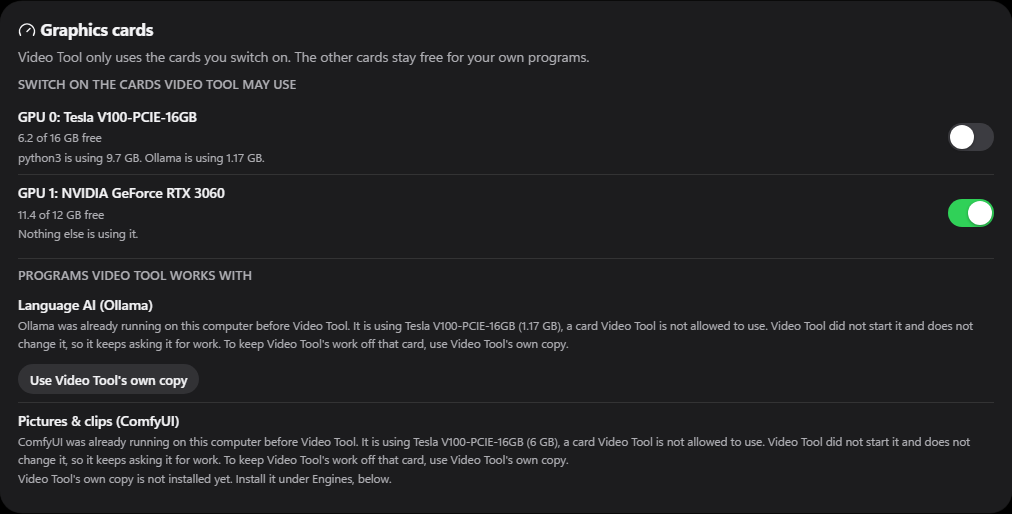 Graphics cards
Video Tool only uses the cards you switch on. The other cards stay free for your own programs.
SWITCH ON THE CARDS VIDEO TOOL MAY USE
GPU 0: Tesla V100-PCIE-16GB
6.2 of 16 GB free
python3 is using 9.7 GB. Ollama is using 1.17 GB.
GPU 1: NVIDIA GeForce RTX 3060
11.4 of 12 GB free
Nothing else is using it.
PROGRAMS VIDEO TOOL WORKS WITH
Language AI (Ollama)
Ollama was already running on this computer before Video Tool. It is using Tesla V100-PCIE-16GB (1.17 GB), a card Video Tool is not allowed to use. Video Tool did not start it and does not
change it, so it keeps asking it for work. To keep Video Tool's work off that card, use Video Tool's own copy.
Use Video Tool's own copy
Pictures & clips (ComfyUI)
ComfyUI was already running on this computer before Video Tool. It is using Tesla V100-PCIE-16GB (6 GB), a card Video Tool is not allowed to use. Video Tool did not start it and does not
change it, so it keeps asking it for work. To keep Video Tool's work off that card, use Video Tool's own copy.
Video Tool's own copy is not installed yet. Install it under Engines, below.